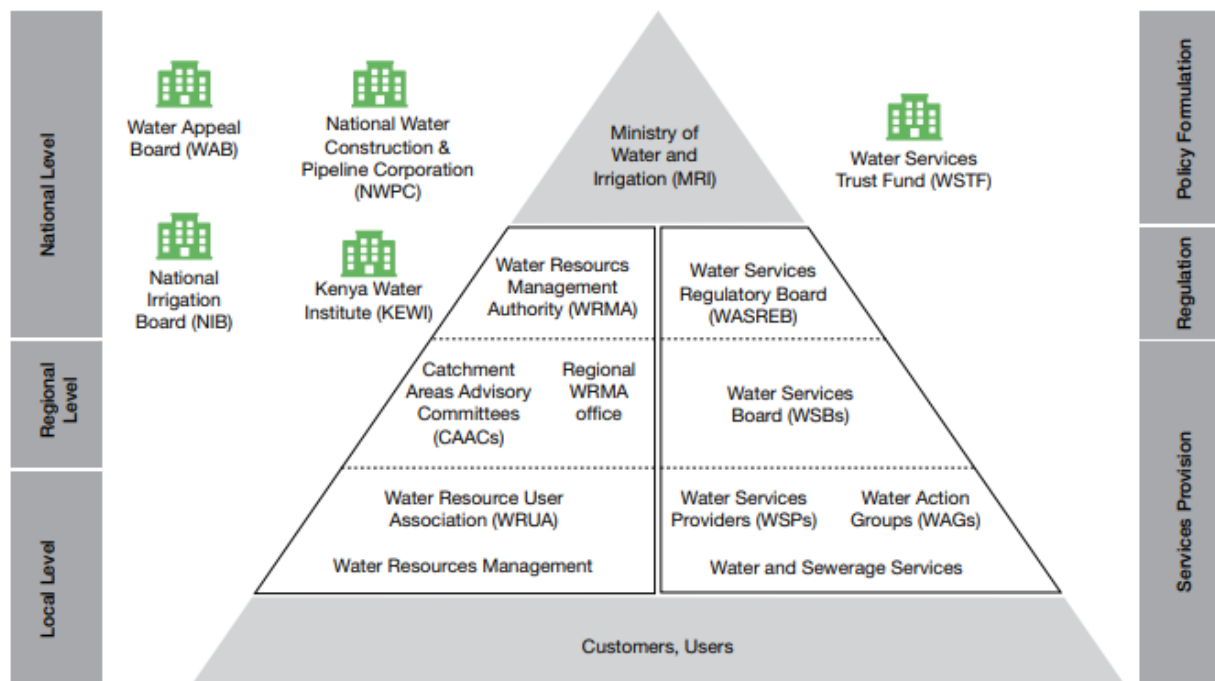 National Level
Regional
Level
Local Level
Water Appeal
Board (WAB)
National Water
Construction &
Pipeline Corporation
(NWPC)
National
Irrigation
Board (NIB)
Kenya Water
Institute (KEWI)
Ministry of
Water and
Irrigation (MRI)
Water Services
Trust Fund (WSTF)
Water Resourcs
Management
Authority (WRMA)
Water Services
Regulatory Board
(WASREB)
Catchment
Areas Advisory
Committees
(CAACs)
Regional
WRMA
office
Water Services
Board (WSBs)
Water Resource User
Association (WRUA)
Water Resources Management
Water Services
Providers (WSPs)
Water Action
Groups (WAGs)
Water and Sewerage Services
Customers, Users
Policy Formulation
Regulation
Services Provision